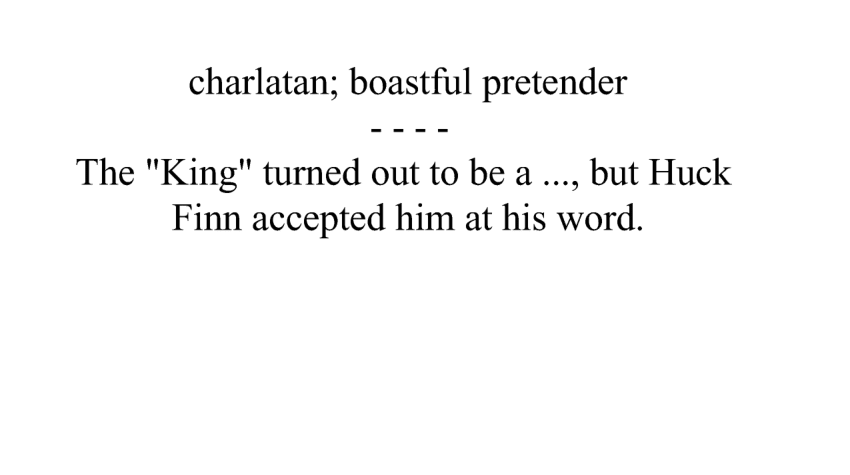 charlatan; boastful pretender
- - - -
The "King" turned out to be a ..., but Huck
Finn accepted him at his word.